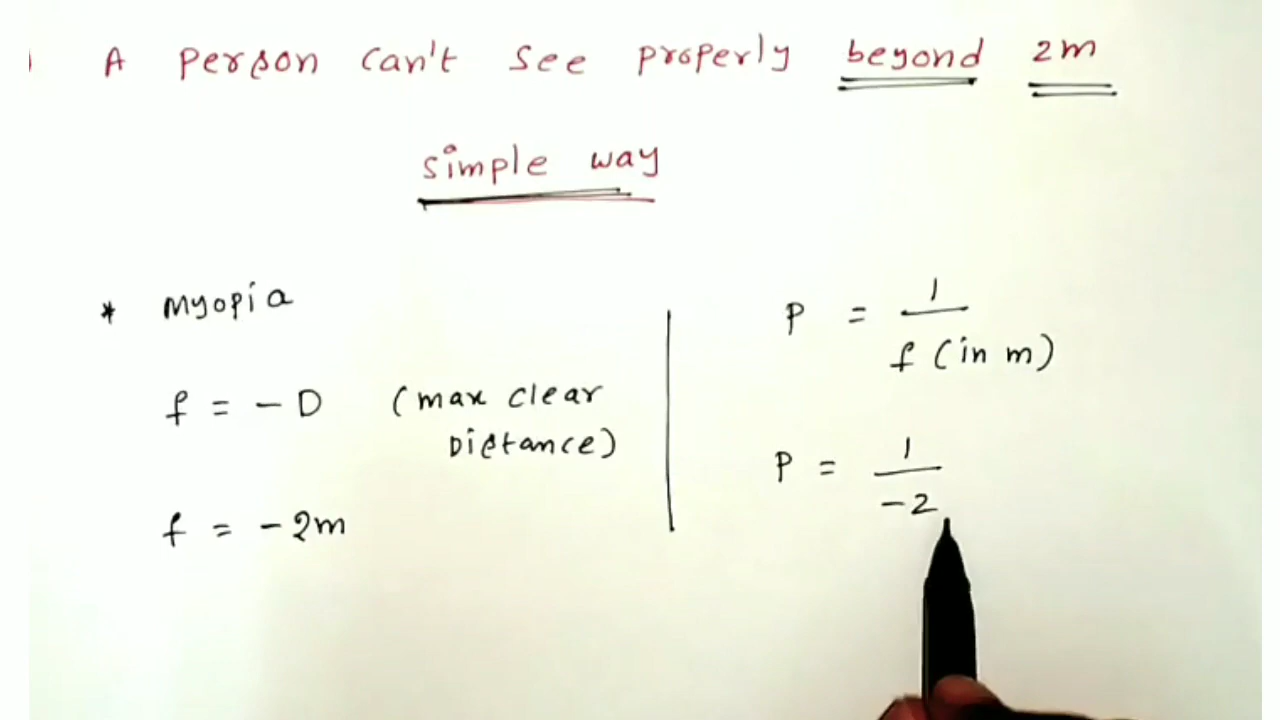 A person can't see properly beyond 2m
simple way
* Myopia
f = - D (max clear
Distance)
f = - 2m
P = 1
f (in m)
P = 1
-2